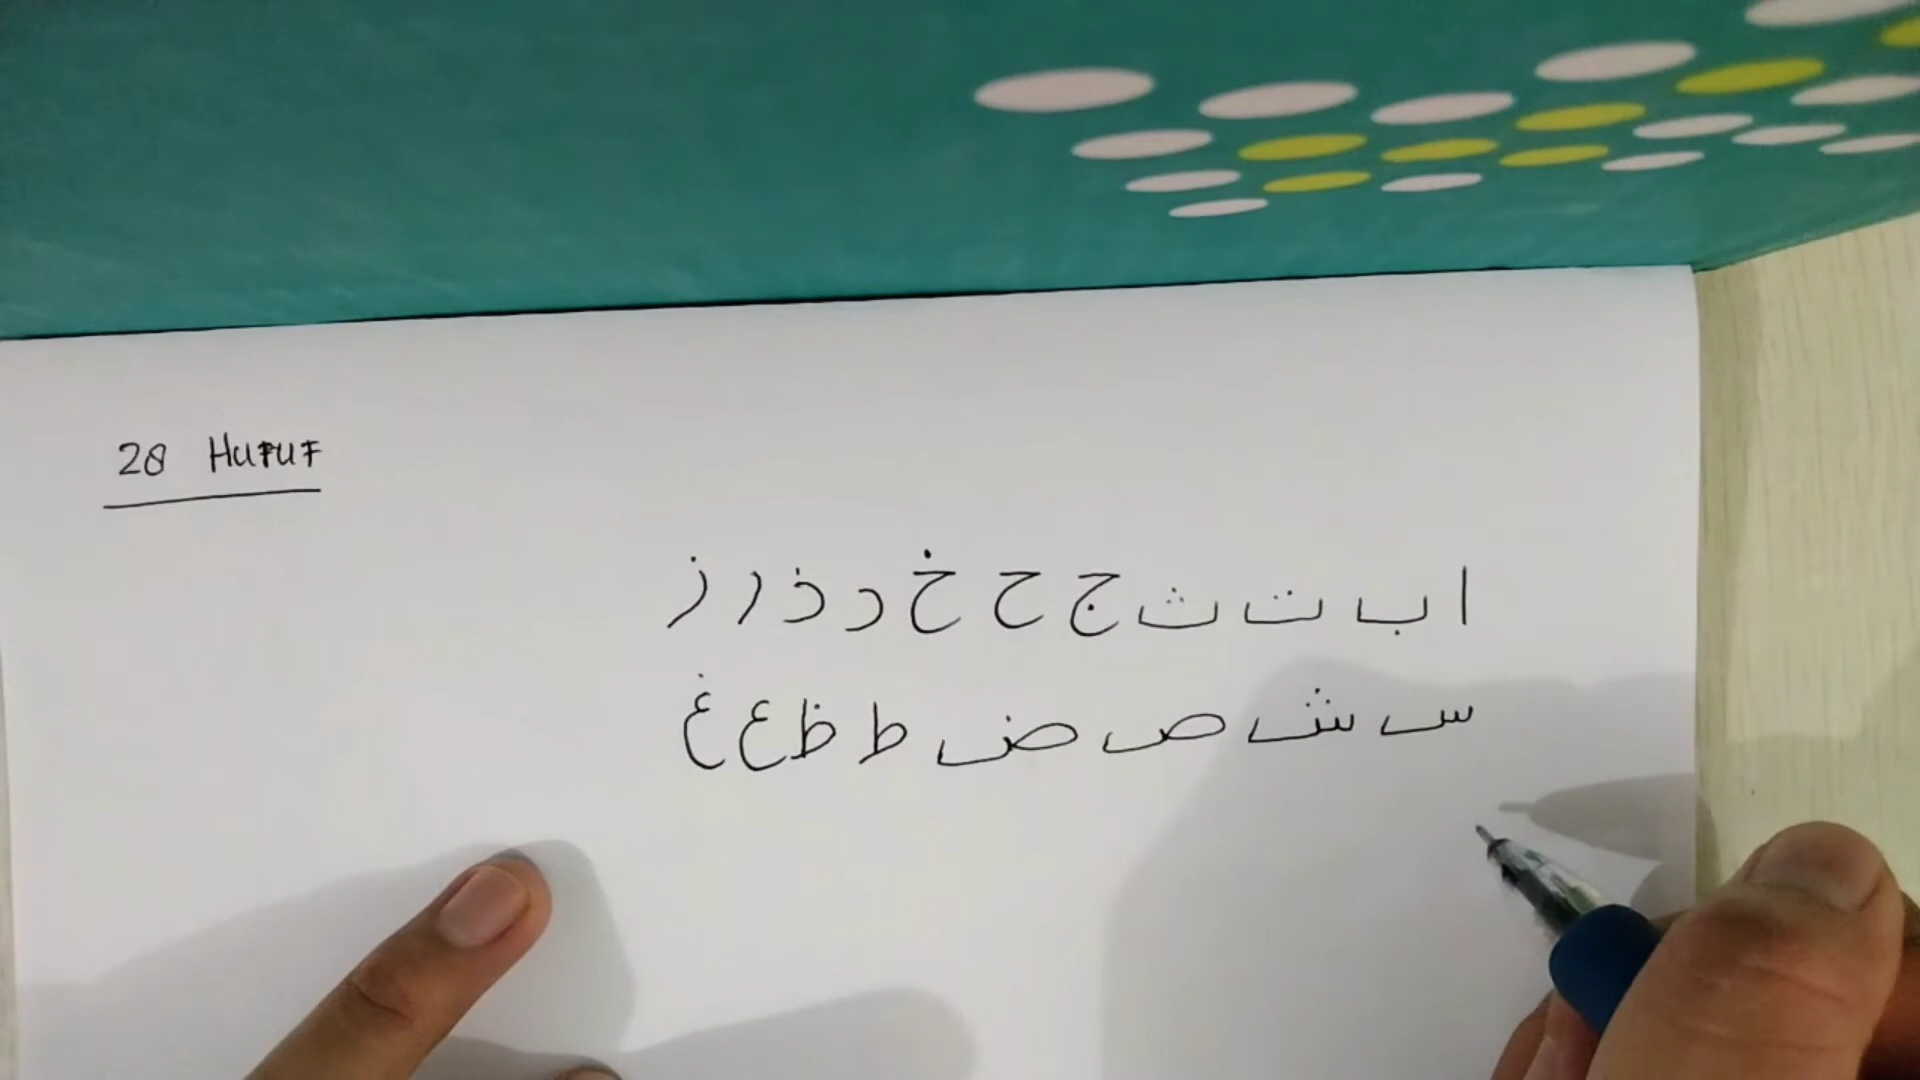 28 HURUF
ا ب ت ث ج ح خ د ذ ر ز
س ش ص ض ط ظ ع غ